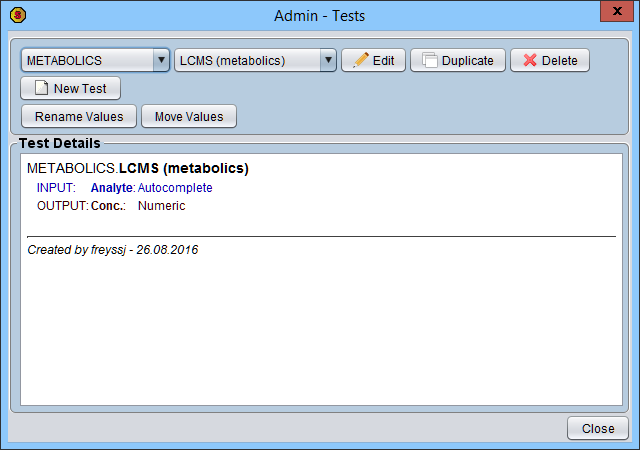 Admin - Tests
METABOLICS LCMS (metabolics) Edit Duplicate Delete
New Test
Rename Values Move Values
Test Details
METABOLICS.LCMS (metabolics)
INPUT: Analyte: Autocomplete
OUTPUT: Conc.: Numeric
Created by freyssj - 26.08.2016
Close